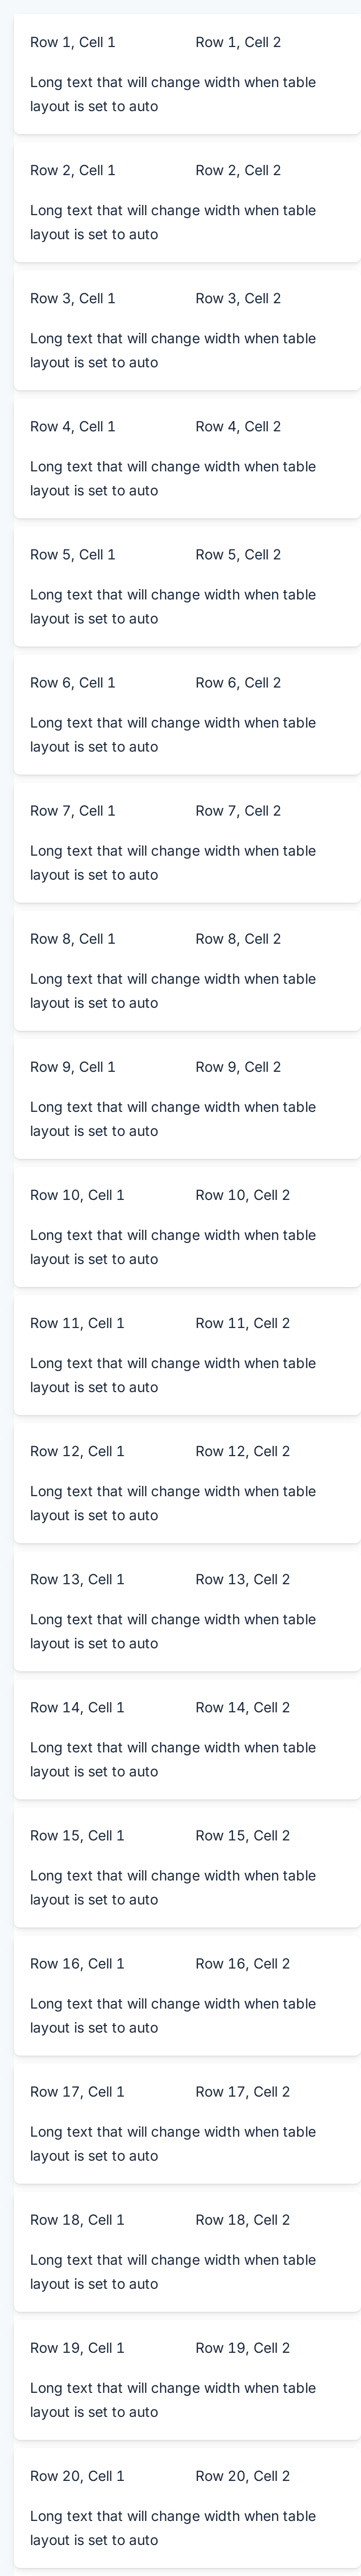 Row 1, Cell 1 Row 1, Cell 2
Long text that will change width when table
layout is set to auto
Row 2, Cell 1 Row 2, Cell 2
Long text that will change width when table
layout is set to auto
Row 3, Cell 1 Row 3, Cell 2
Long text that will change width when table
layout is set to auto
Row 4, Cell 1 Row 4, Cell 2
Long text that will change width when table
layout is set to auto
Row 5, Cell 1 Row 5, Cell 2
Long text that will change width when table
layout is set to auto
Row 6, Cell 1 Row 6, Cell 2
Long text that will change width when table
layout is set to auto
Row 7, Cell 1 Row 7, Cell 2
Long text that will change width when table
layout is set to auto
Row 8, Cell 1 Row 8, Cell 2
Long text that will change width when table
layout is set to auto
Row 9, Cell 1 Row 9, Cell 2
Long text that will change width when table
layout is set to auto
Row 10, Cell 1 Row 10, Cell 2
Long text that will change width when table
layout is set to auto
Row 11, Cell 1 Row 11, Cell 2
Long text that will change width when table
layout is set to auto
Row 12, Cell 1 Row 12, Cell 2
Long text that will change width when table
layout is set to auto
Row 13, Cell 1 Row 13, Cell 2
Long text that will change width when table
layout is set to auto
Row 14, Cell 1 Row 14, Cell 2
Long text that will change width when table
layout is set to auto
Row 15, Cell 1 Row 15, Cell 2
Long text that will change width when table
layout is set to auto
Row 16, Cell 1 Row 16, Cell 2
Long text that will change width when table
layout is set to auto
Row 17, Cell 1 Row 17, Cell 2
Long text that will change width when table
layout is set to auto
Row 18, Cell 1 Row 18, Cell 2
Long text that will change width when table
layout is set to auto
Row 19, Cell 1 Row 19, Cell 2
Long text that will change width when table
layout is set to auto
Row 20, Cell 1 Row 20, Cell 2
Long text that will change width when table
layout is set to auto